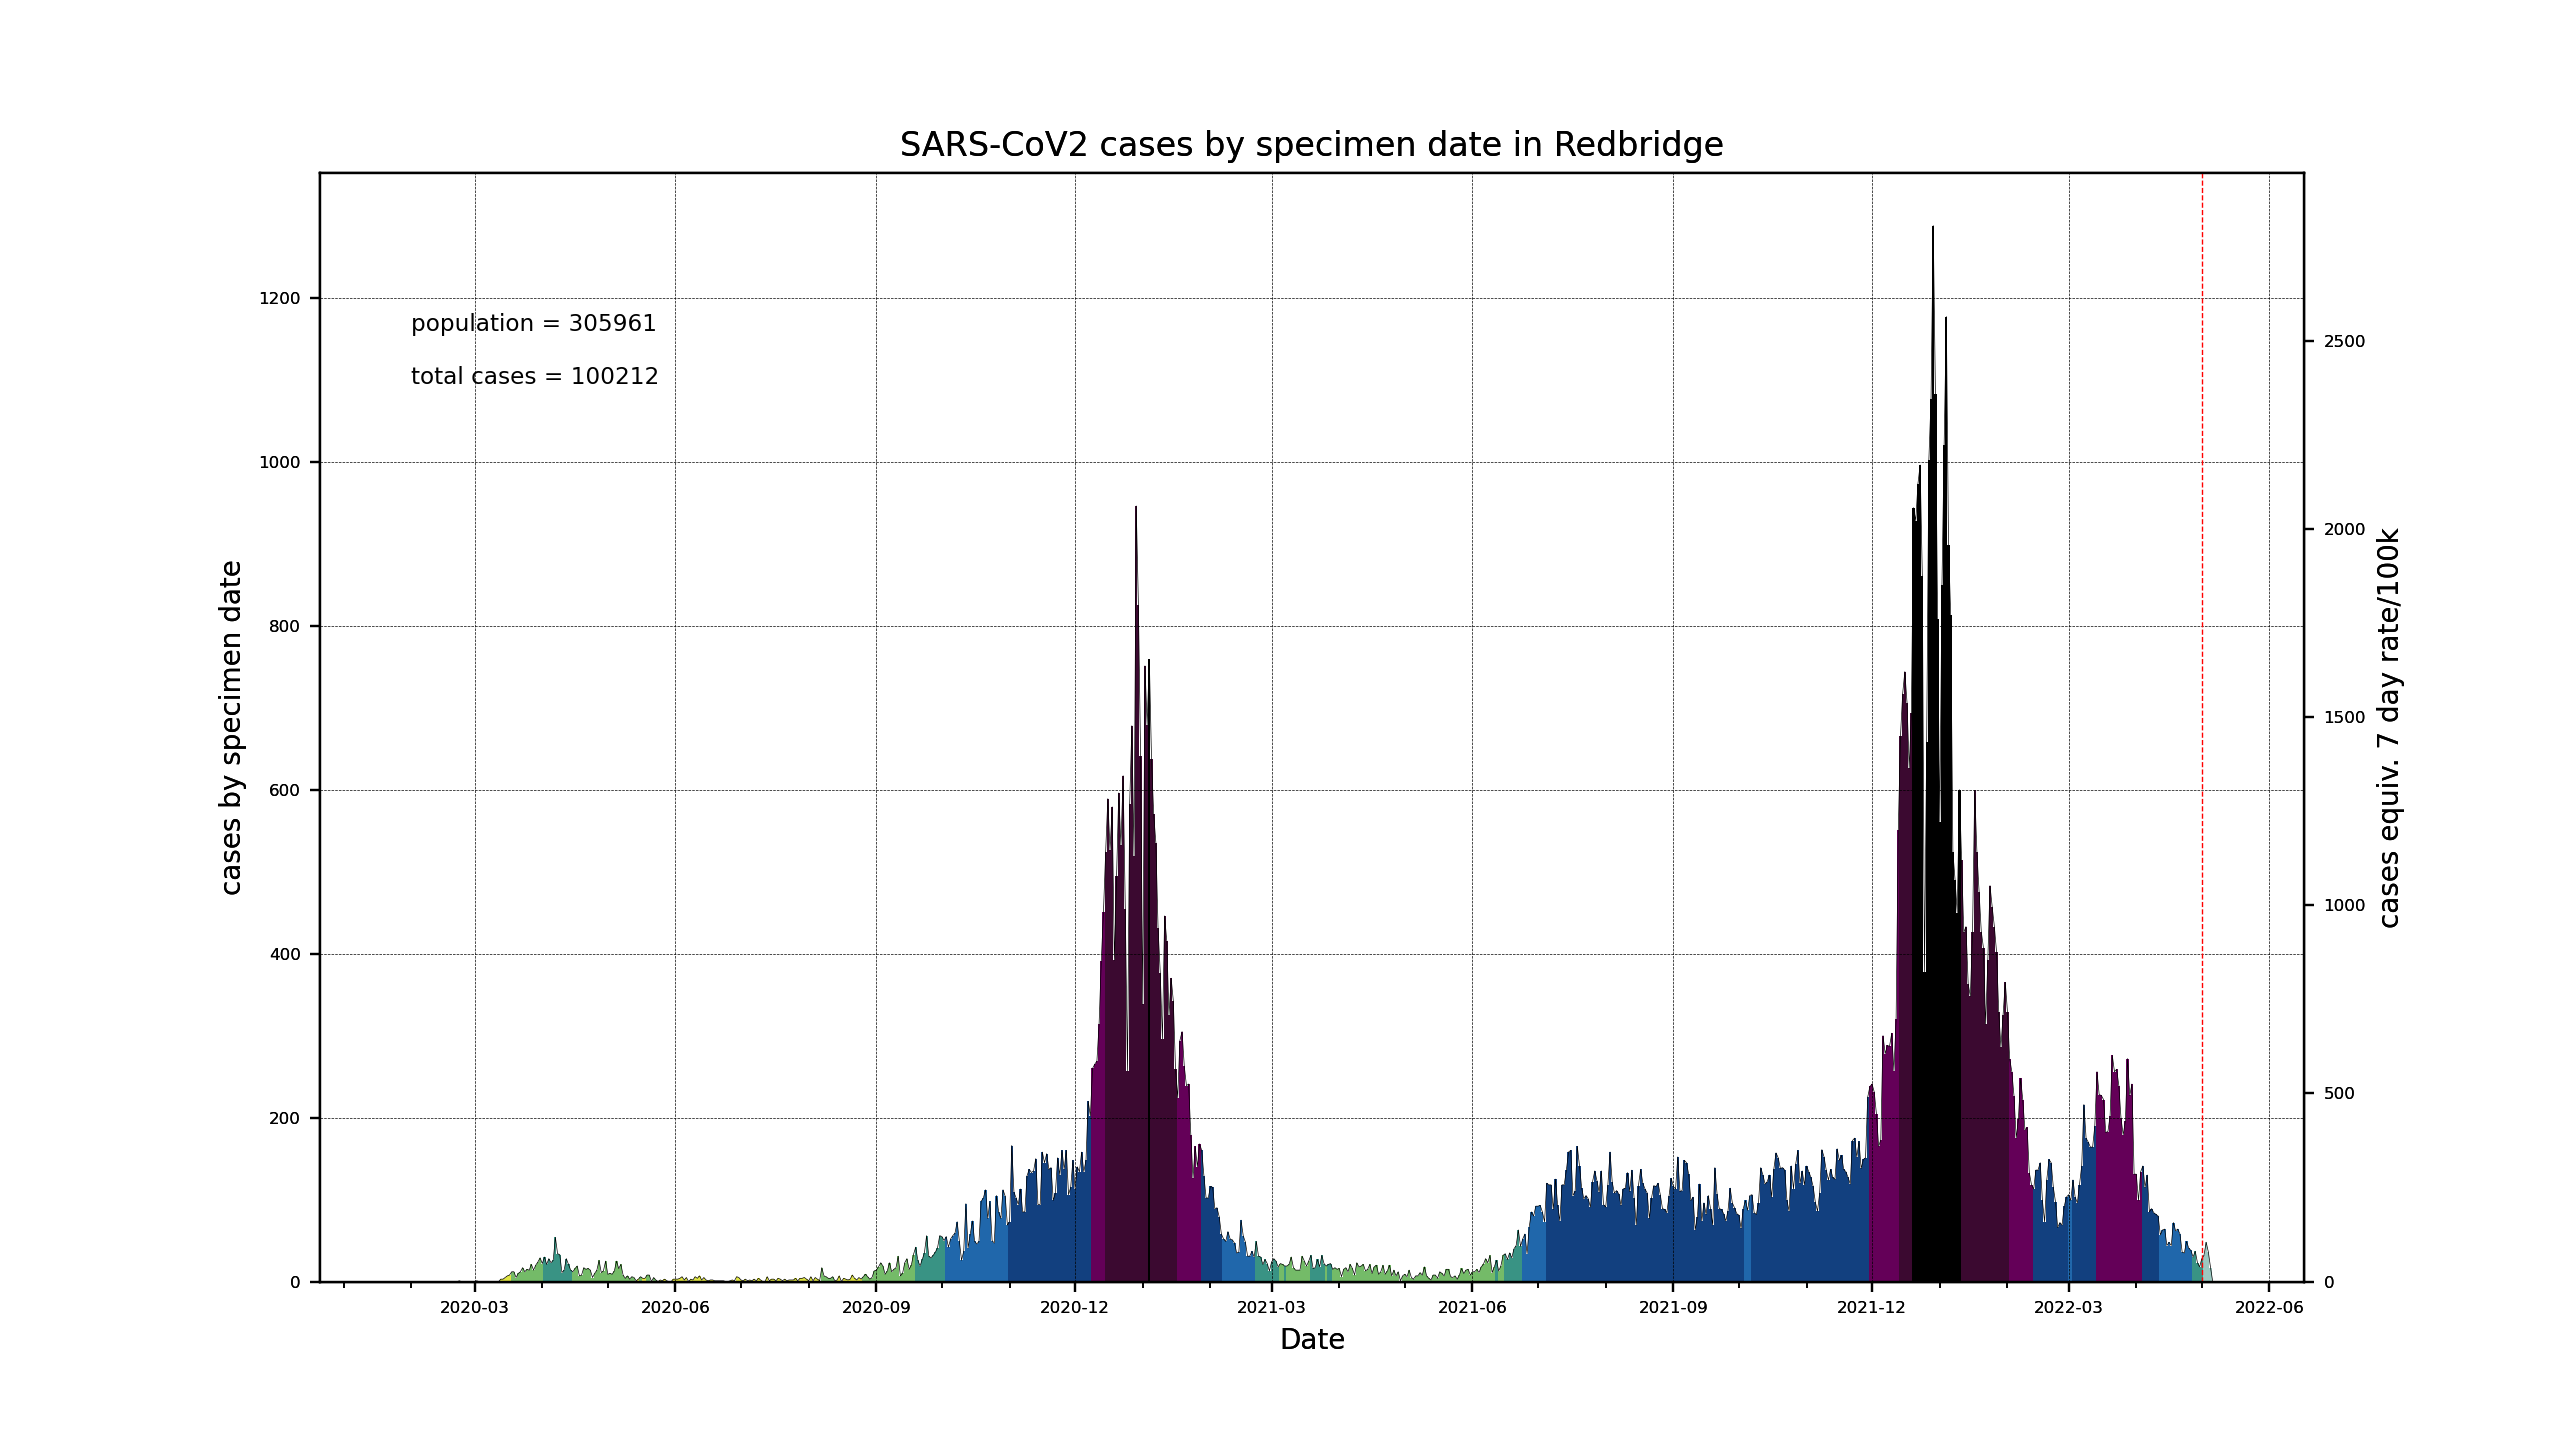 SARS-CoV2 cases by specimen date in Redbridge
population = 305961
total cases = 100212
cases by specimen date
1200
1000
800
600
400
200
0
cases equiv. 7 day rate/100k
2500
2000
1500
1000
500
0
2020-03 2020-06 2020-09 2020-12 2021-03 2021-06 2021-09 2021-12 2022-03 2022-06
Date